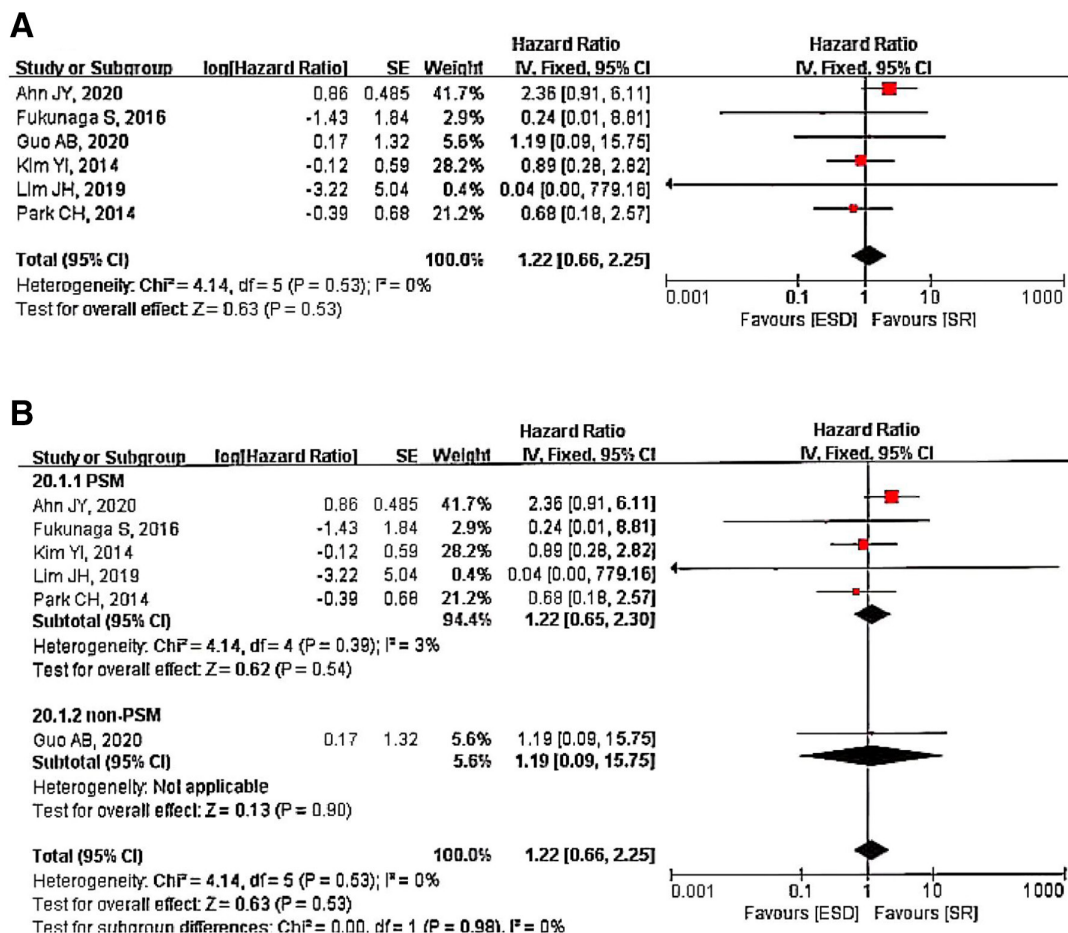 A
Hazard Ratio Hazard Ratio
Study or Subgroup log[Hazard Ratio] SE Weight IV, Fixed, 95% CI IV, Fixed, 95% CI
Ahn JY, 2020 0.86 0.485 41.7% 2.36 [0.91, 6.11]
Fukunaga S, 2016 -1.43 1.84 2.9% 0.24 [0.01, 8.81]
Guo AB, 2020 0.17 1.32 5.6% 1.19 [0.09, 15.75]
Kim YI, 2014 -0.12 0.59 28.2% 0.89 [0.28, 2.82]
Lim JH, 2019 -3.22 5.04 0.4% 0.04 [0.00, 779.16]
Park CH, 2014 -0.39 0.68 21.2% 0.68 [0.18, 2.57]
Total (95% CI) 100.0% 1.22 [0.66, 2.25]
Heterogeneity: Chi² = 4.14, df = 5 (P = 0.53); I² = 0%
Test for overall effect: Z = 0.63 (P = 0.53)
0.001 0.1 1 10 1000
Favours [ESD] Favours [SR]
B
Hazard Ratio Hazard Ratio
Study or Subgroup log[Hazard Ratio] SE Weight IV, Fixed, 95% CI IV, Fixed, 95% CI
20.1.1 PSM
Ahn JY, 2020 0.86 0.485 41.7% 2.36 [0.91, 6.11]
Fukunaga S, 2016 -1.43 1.84 2.9% 0.24 [0.01, 8.81]
Kim YI, 2014 -0.12 0.59 28.2% 0.89 [0.28, 2.82]
Lim JH, 2019 -3.22 5.04 0.4% 0.04 [0.00, 779.16]
Park CH, 2014 -0.39 0.68 21.2% 0.68 [0.18, 2.57]
Subtotal (95% CI) 94.4% 1.22 [0.65, 2.30]
Heterogeneity: Chi² = 4.14, df = 4 (P = 0.39); I² = 3%
Test for overall effect: Z = 0.62 (P = 0.54)
20.1.2 non-PSM
Guo AB, 2020 0.17 1.32 5.6% 1.19 [0.09, 15.75]
Subtotal (95% CI) 5.6% 1.19 [0.09, 15.75]
Heterogeneity: Not applicable
Test for overall effect: Z = 0.13 (P = 0.90)
Total (95% CI) 100.0% 1.22 [0.66, 2.25]
Heterogeneity: Chi² = 4.14, df = 5 (P = 0.53); I² = 0%
Test for overall effect: Z = 0.63 (P = 0.53)
Test for subgroup differences: Chi² = 0.00, df = 1 (P = 0.98), I² = 0%
0.001 0.1 1 10 1000
Favours [ESD] Favours [SR]